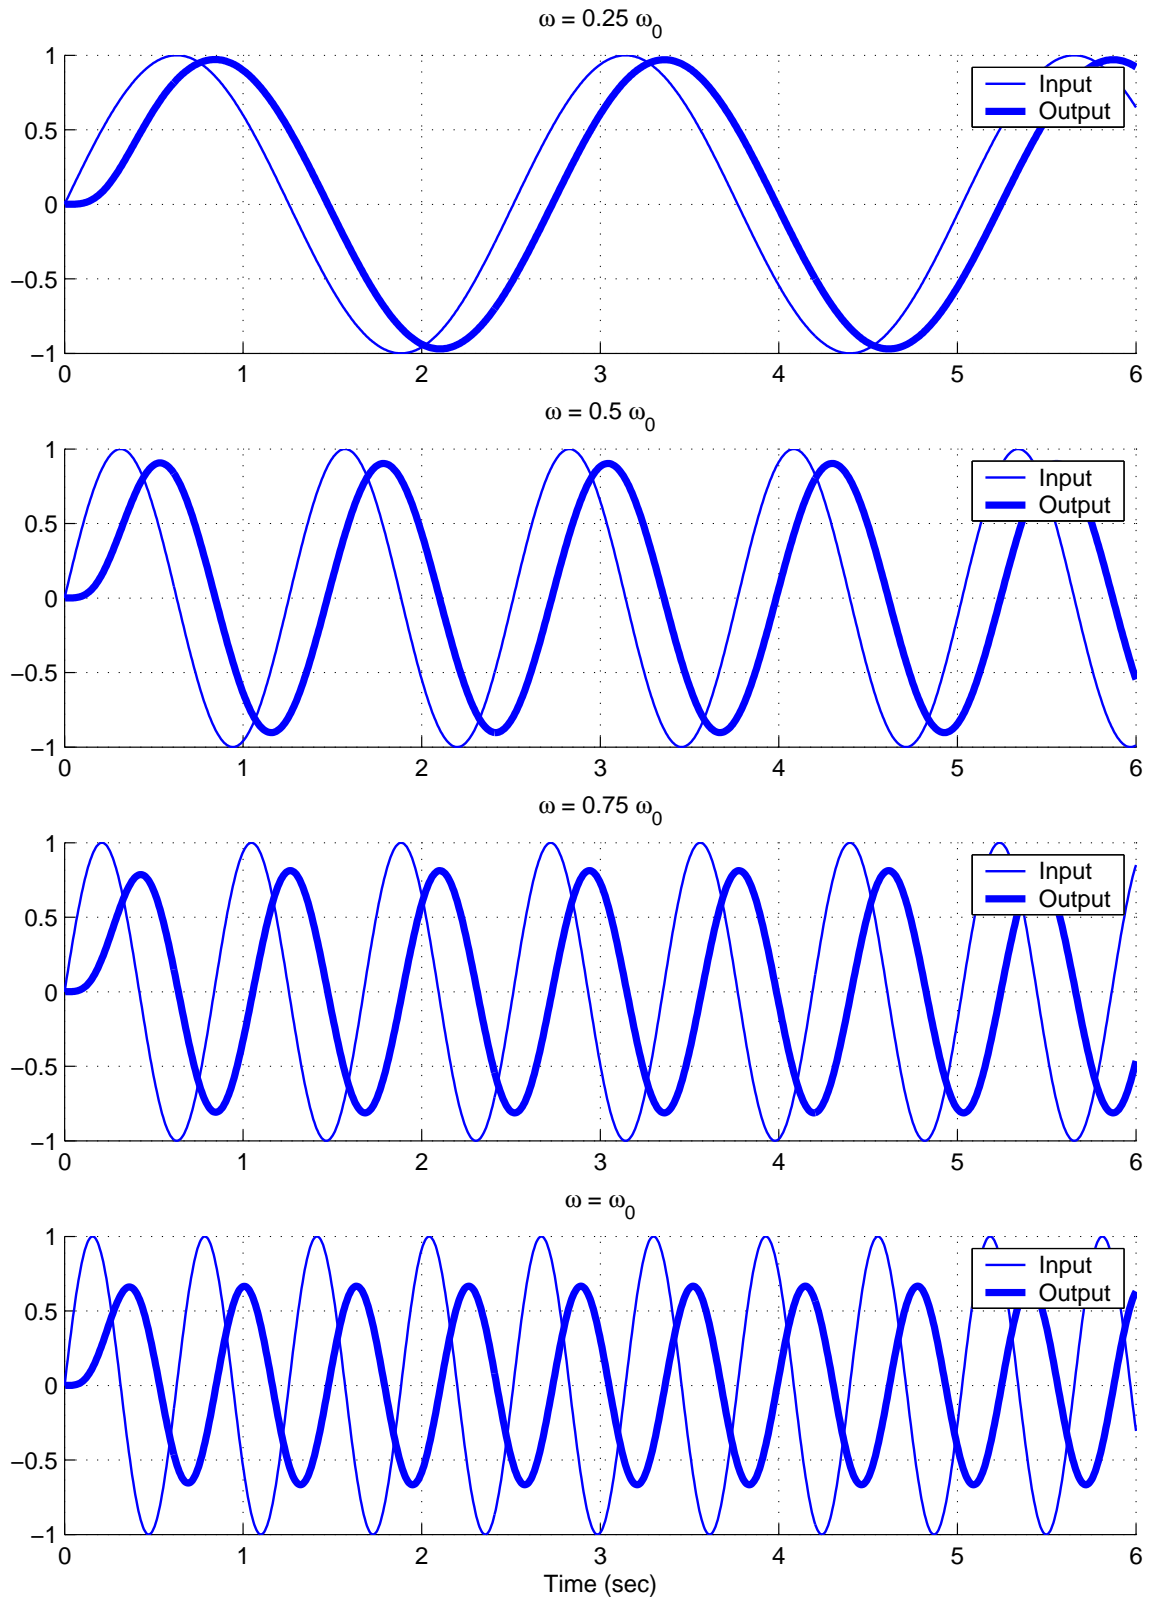 ω = 0.25 ω0
1
0.5
0
−0.5
−1
0 1 2 3 4 5 6
Input
Output
ω = 0.5 ω0
1
0.5
0
−0.5
−1
0 1 2 3 4 5 6
Input
Output
ω = 0.75 ω0
1
0.5
0
−0.5
−1
0 1 2 3 4 5 6
Input
Output
ω = ω0
1
0.5
0
−0.5
−1
0 1 2 3 4 5 6
Input
Output
Time (sec)